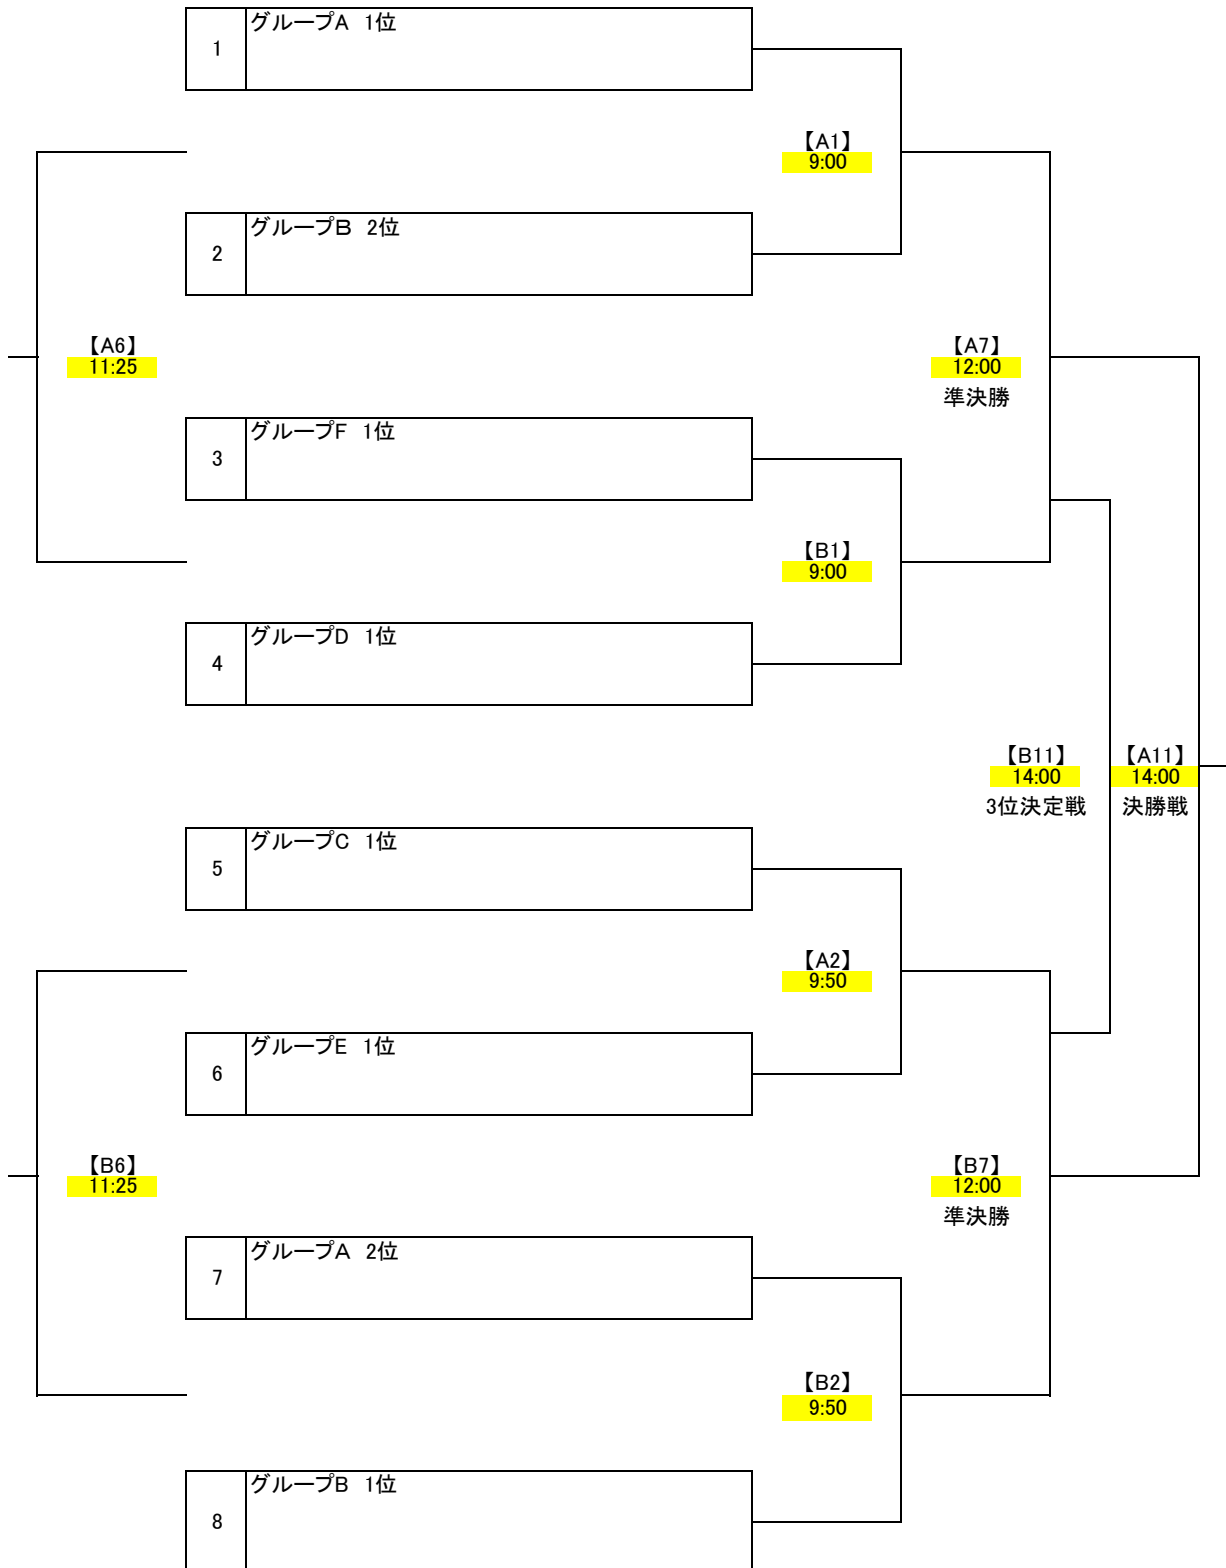 グループA 1位
1
【A1】
9:00
グループB 2位
2
【A6】
11:25
【A7】
12:00
準決勝
グループF 1位
3
【B1】
9:00
グループD 1位
4
【B11】
14:00
3位決定戦
【A11】
14:00
決勝戦
グループC 1位
5
【A2】
9:50
グループE 1位
6
【B6】
11:25
【B7】
12:00
準決勝
グループA 2位
7
【B2】
9:50
グループB 1位
8